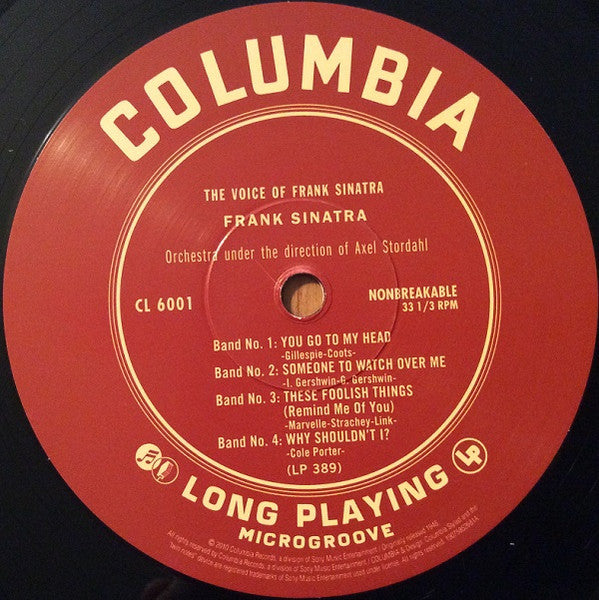 COLUMBIA
THE VOICE OF FRANK SINATRA
FRANK SINATRA
Orchestra under the direction of Axel Stordahl
CL 6001
NONBREAKABLE
33 1/3 RPM
Band No. 1: YOU GO TO MY HEAD
-Gillespie-Coots-
Band No. 2: SOMEONE TO WATCH OVER ME
-I. Gershwin-G. Gershwin-
Band No. 3: THESE FOOLISH THINGS
(Remind Me Of You)
-Marvelle-Strachey-Link-
Band No. 4: WHY SHOULDN'T I?
-Cole Porter-
(LP 389)
LP
LONG PLAYING
MICROGROOVE